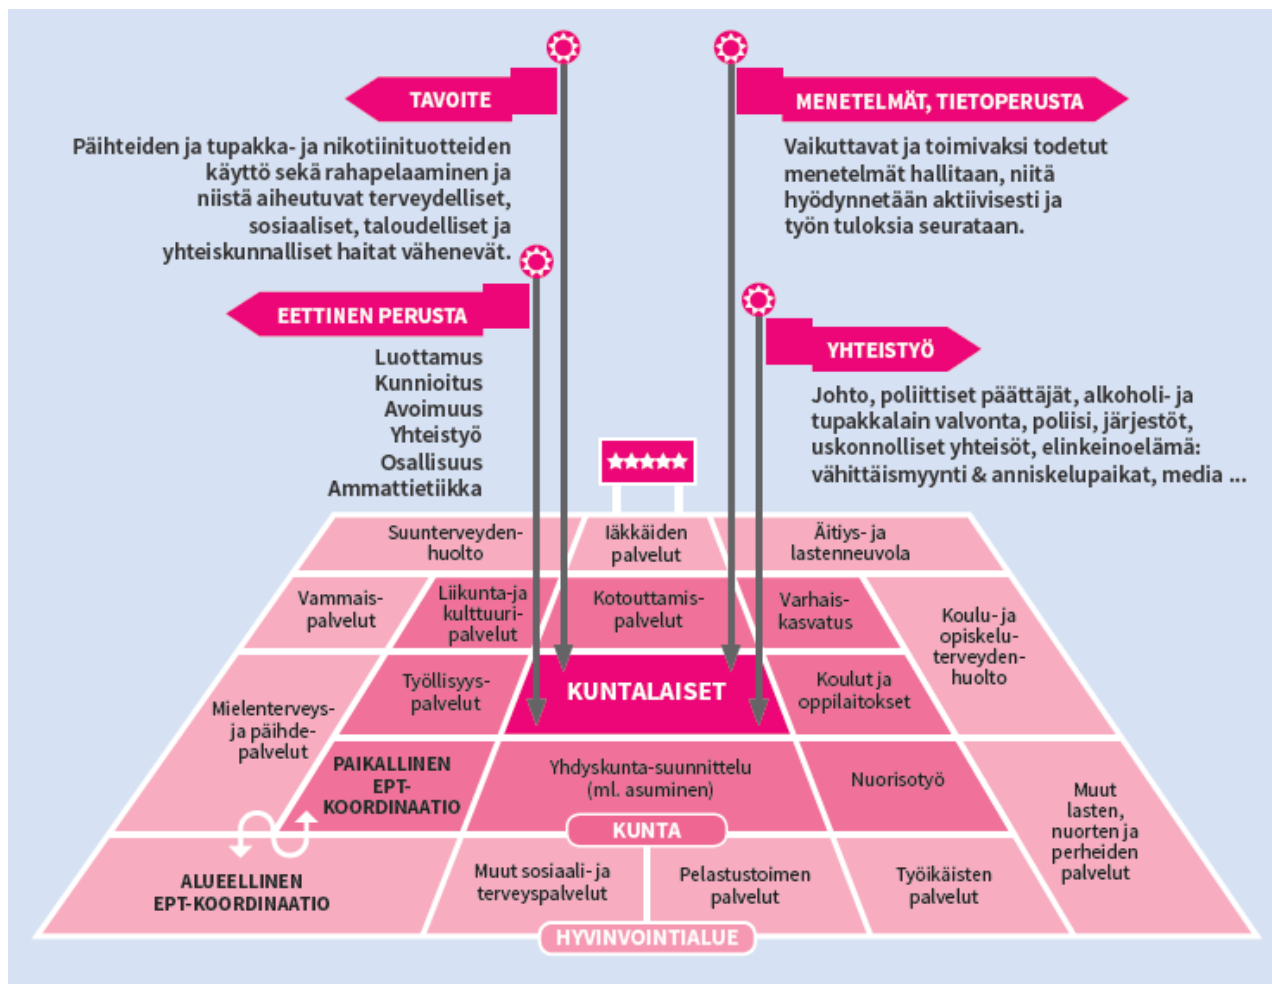 TAVOITE
Päihteiden ja tupakka- ja nikotiinituotteiden
käyttö sekä rahapelaaminen ja
niistä aiheutuvat terveydelliset,
sosiaaliset, taloudelliset ja
yhteiskunnalliset haitat vähenevät.
MENETELMÄT, TIETOPERUSTA
Vaikuttavat ja toimivaksi todetut
menetelmät hallitaan, niitä
hyödynnetään aktiivisesti ja
työn tuloksia seurataan.
EETTINEN PERUSTA
Luottamus
Kunnioitus
Avoimuus
Yhteistyö
Osallisuus
Ammattietiikka
YHTEISTYÖ
Johto, poliittiset päättäjät, alkoholi- ja
tupakkalain valvonta, poliisi, järjestöt,
uskonnolliset yhteisöt, elinkeinoelämä:
vähittäismyynti & anniskelupaikat, media ...
Suunterveyden-
huolto
Iäkkäiden
palvelut
Äitiys- ja
lastenneuvola
Vammais-
palvelut
Liikunta-ja
kulttuuri-
palvelut
Kotouttamis-
palvelut
Varhais-
kasvatus
Koulu- ja
opiskelu-
terveyden-
huolto
Mielenterveys-
ja päihde-
palvelut
Työllisyys-
palvelut
KUNTALAISET
Koulut ja
oppilaitokset
PAIKALLINEN
EPT-
KOORDINAATIO
Yhdyskunta-suunnittelu
(ml. asuminen)
Nuorisotyö
Muut
lasten,
nuorten ja
perheiden
palvelut
KUNTA
ALUEELLINEN
EPT-KOORDINAATIO
Muut sosiaali- ja
terveyspalvelut
Pelastustoimen
palvelut
Työikäisten
palvelut
HYVINVOINTIALUE